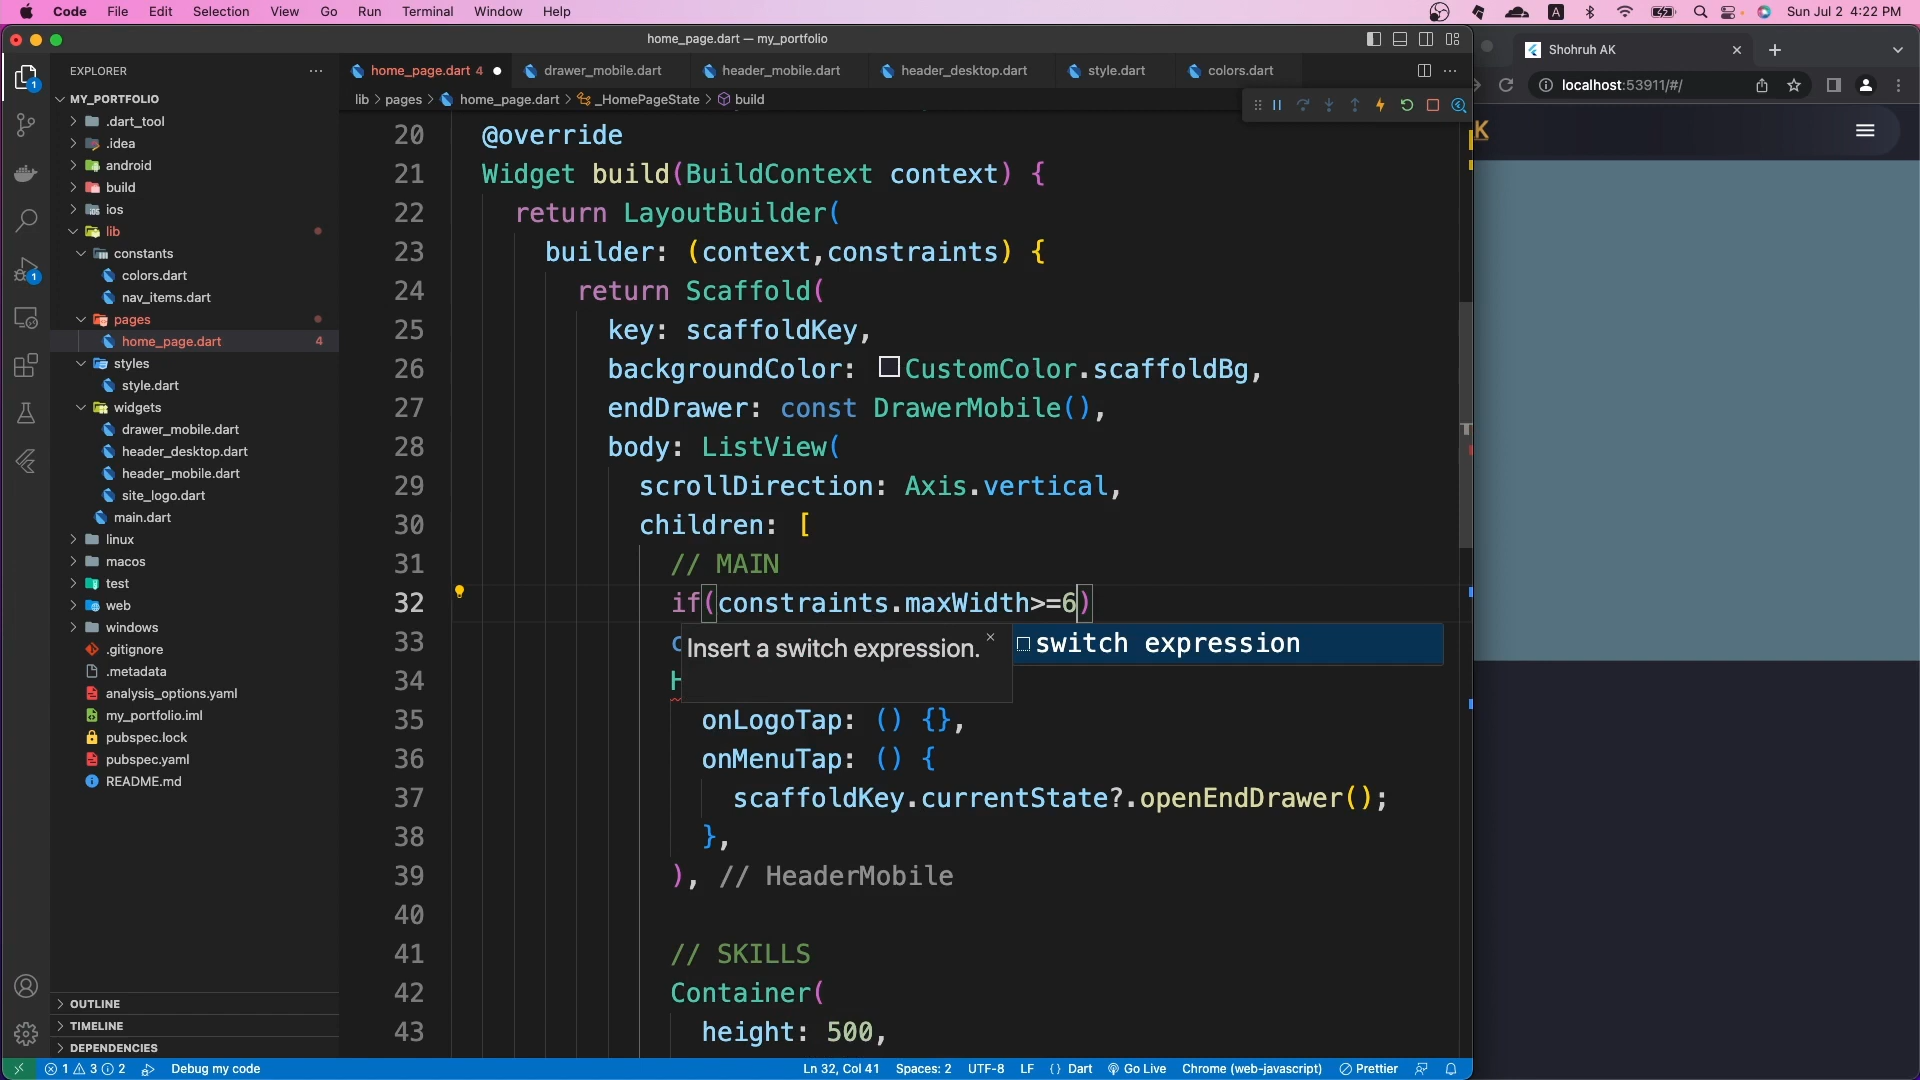 Code File Edit Selection View Go Run Terminal Window Help
A
Sun Jul 2 4:22 PM
home_page.dart — my_portfolio
Shohruh AK
EXPLORER
home_page.dart 4
drawer_mobile.dart
header_mobile.dart
header_desktop.dart
style.dart
colors.dart
localhost:53911/#/
MY_PORTFOLIO
lib > pages > home_page.dart > _HomePageState > build
K
.dart_tool
.idea
android
build
ios
lib
constants
colors.dart
nav_items.dart
pages
home_page.dart 4
styles
style.dart
widgets
drawer_mobile.dart
header_desktop.dart
header_mobile.dart
site_logo.dart
main.dart
linux
macos
test
web
windows
.gitignore
.metadata
analysis_options.yaml
my_portfolio.iml
pubspec.lock
pubspec.yaml
README.md
OUTLINE
TIMELINE
DEPENDENCIES
1
1
20 @override
21 Widget build(BuildContext context) {
22 return LayoutBuilder(
23 builder: (context,constraints) {
24 return Scaffold(
25 key: scaffoldKey,
26 backgroundColor: CustomColor.scaffoldBg,
27 endDrawer: const DrawerMobile(),
28 body: ListView(
29 scrollDirection: Axis.vertical,
30 children: [
31 // MAIN
32 if(constraints.maxWidth>=6)
33
Insert a switch expression. ×
switch expression
34 H
35 onLogoTap: () {},
36 onMenuTap: () {
37 scaffoldKey.currentState?.openEndDrawer();
38 },
39 ), // HeaderMobile
40
41 // SKILLS
42 Container(
43 height: 500,
1 3 2 Debug my code
Ln 32, Col 41 Spaces: 2 UTF-8 LF {} Dart Go Live Chrome (web-javascript) Prettier